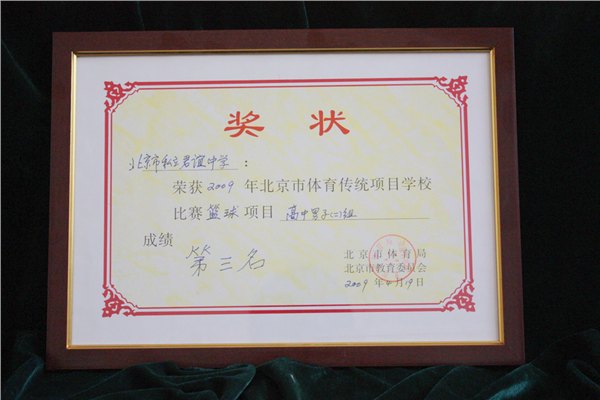 奖状
北京市私立君谊中学：
荣获2009年北京市体育传统项目学校
比赛篮球项目 高中男子(二)组
成绩
第三名
北京市体育局
北京市教育委员会
2009年4月19日